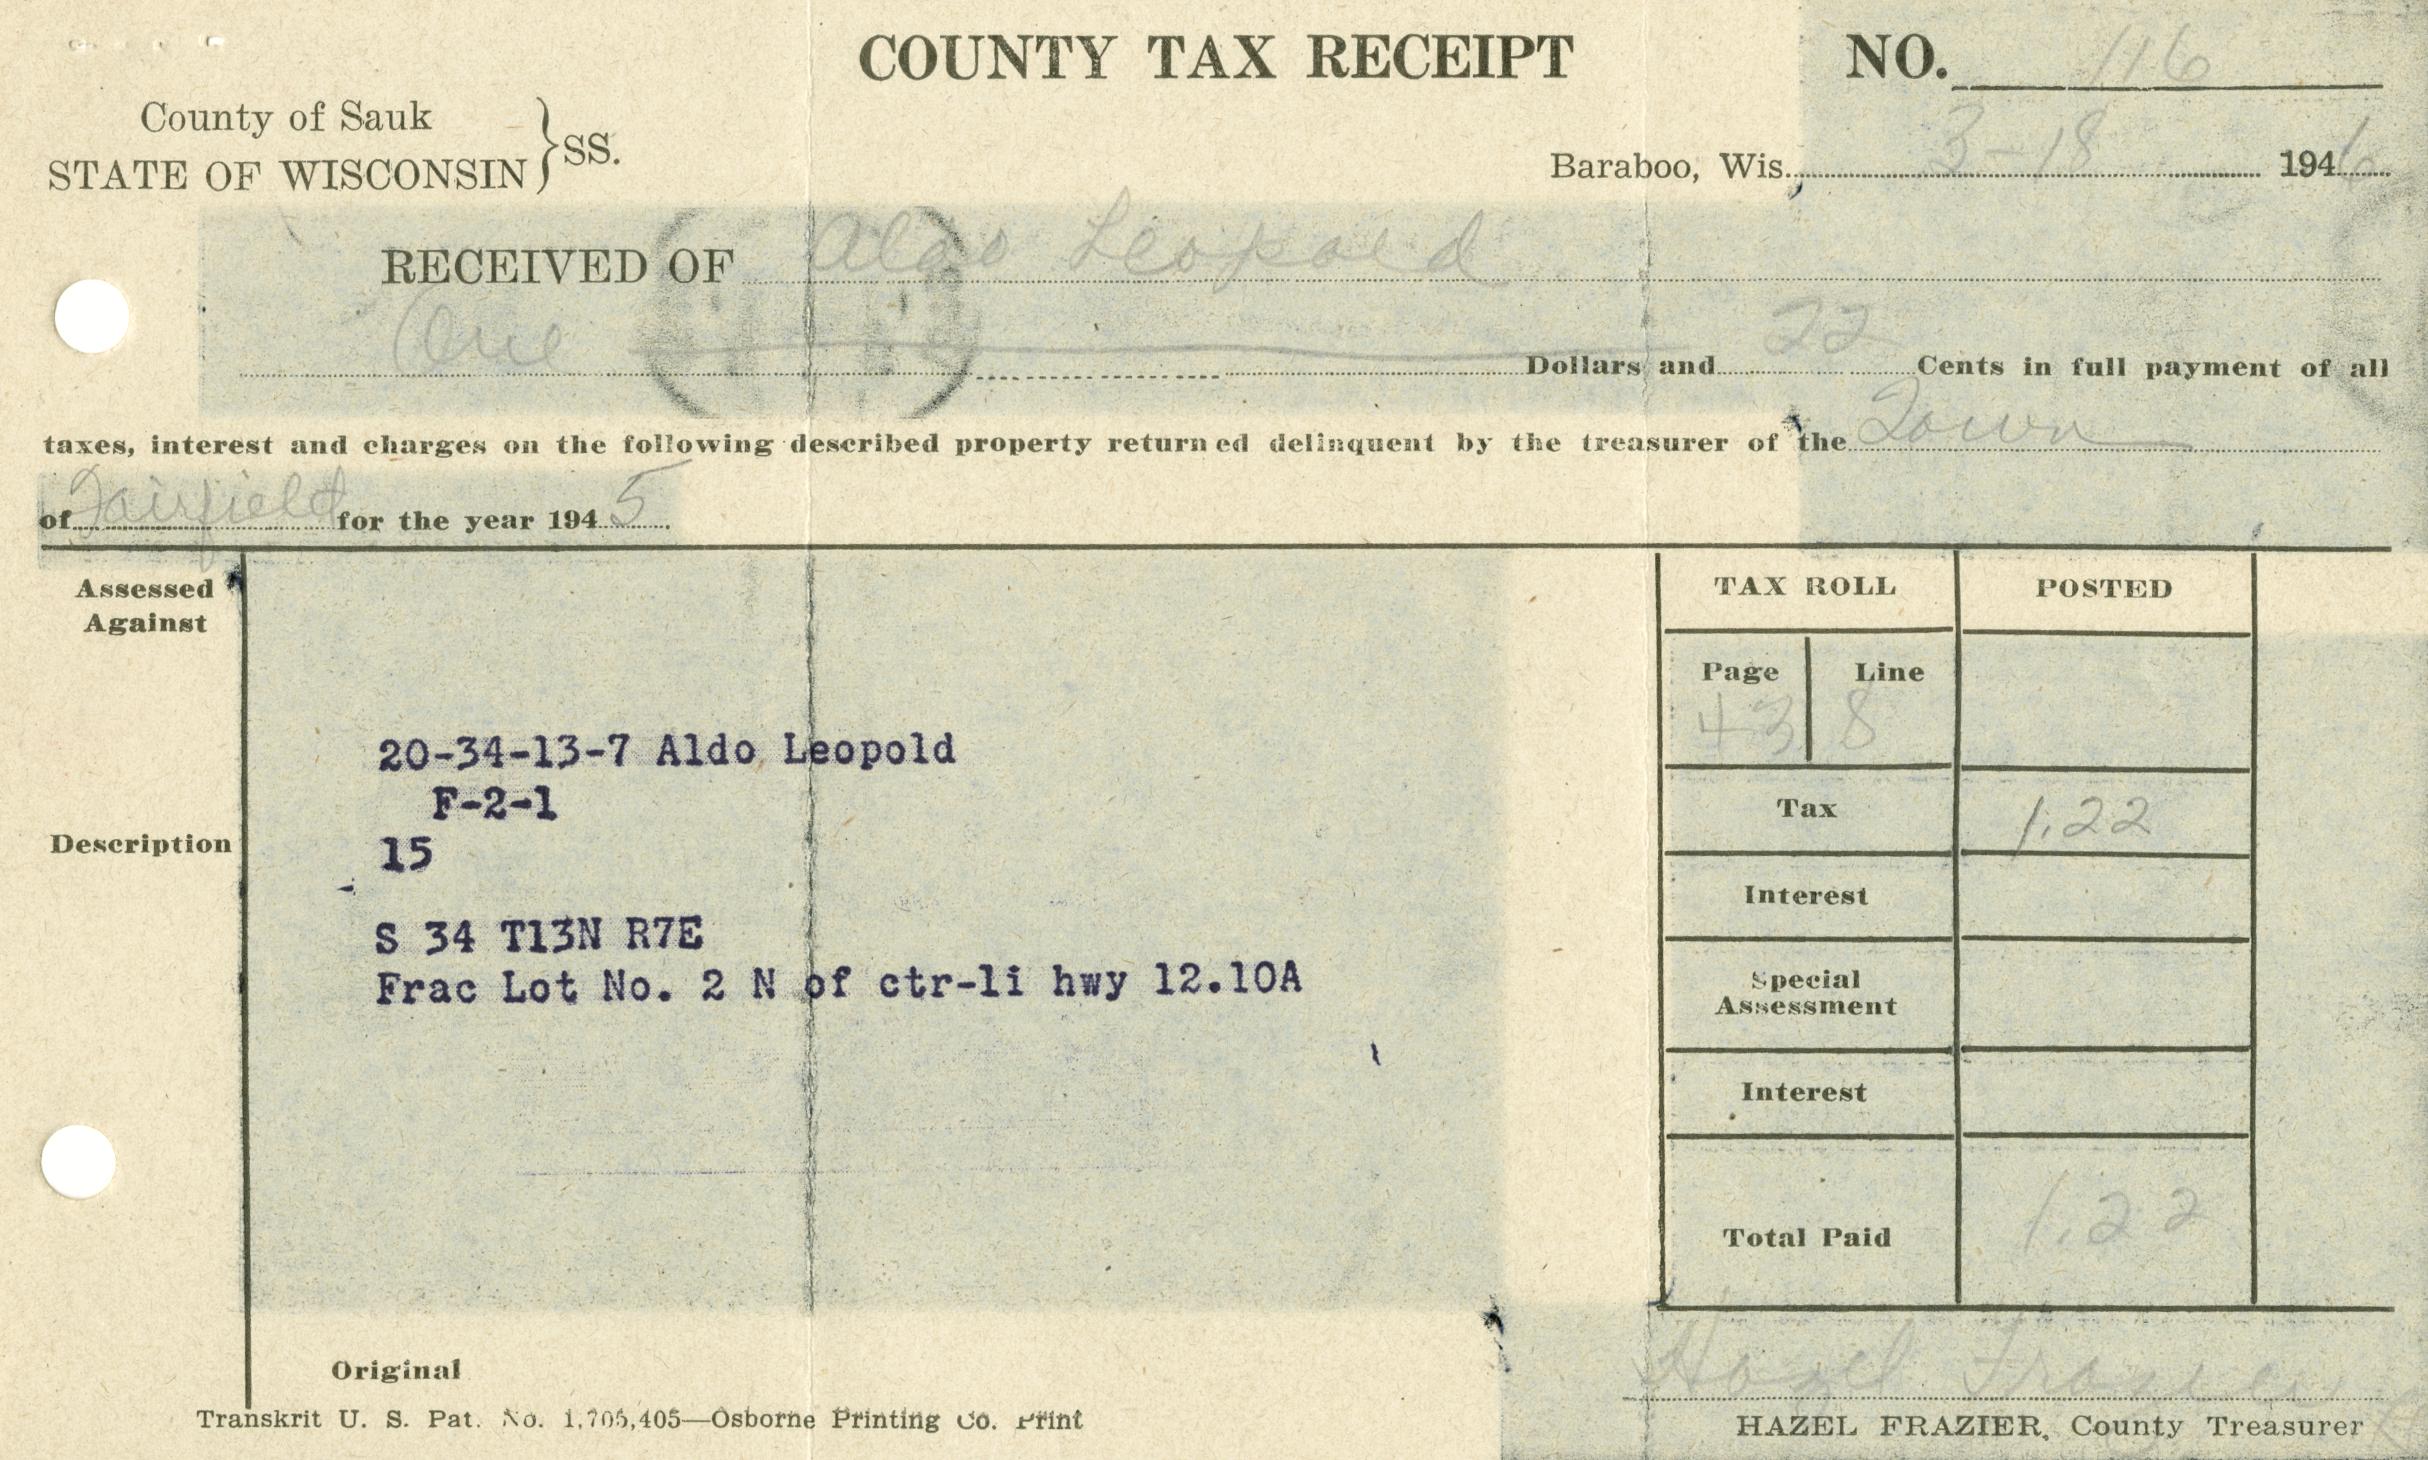 COUNTY TAX RECEIPT
NO. 116
County of Sauk
STATE OF WISCONSIN } SS.
Baraboo, Wis. 3-18 1946
RECEIVED OF Aldo Leopold
One Dollars and 22 Cents in full payment of all
taxes, interest and charges on the following described property returned delinquent by the treasurer of the Town
of Fairfield for the year 1945
Assessed
Against
TAX ROLL POSTED
Page Line
43 8
20-34-13-7 Aldo Leopold
F-2-1
Tax 1.22
Description
15
Interest
S 34 T13N R7E
Frac Lot No. 2 N of ctr-li hwy 12.10A
Special
Assessment
Interest
Total Paid 1.22
Original
Hazel Frazier
Transkrit U. S. Pat. No. 1,705,405—Osborne Printing Co. Print
HAZEL FRAZIER, County Treasurer